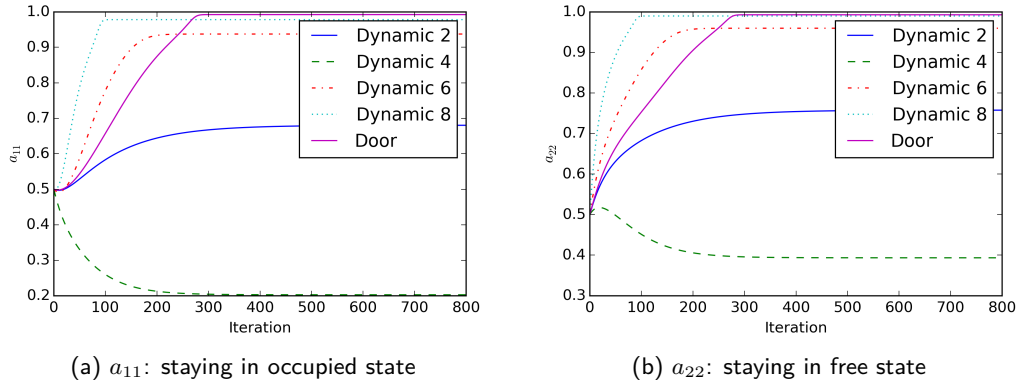 1.0
0.9
0.8
0.7
0.6
0.5
0.4
0.3
0.2
a₁₁
0 100 200 300 400 500 600 700 800
Iteration
Dynamic 2
Dynamic 4
Dynamic 6
Dynamic 8
Door
(a) a₁₁: staying in occupied state
1.0
0.9
0.8
0.7
0.6
0.5
0.4
0.3
a₂₂
0 100 200 300 400 500 600 700 800
Iteration
Dynamic 2
Dynamic 4
Dynamic 6
Dynamic 8
Door
(b) a₂₂: staying in free state